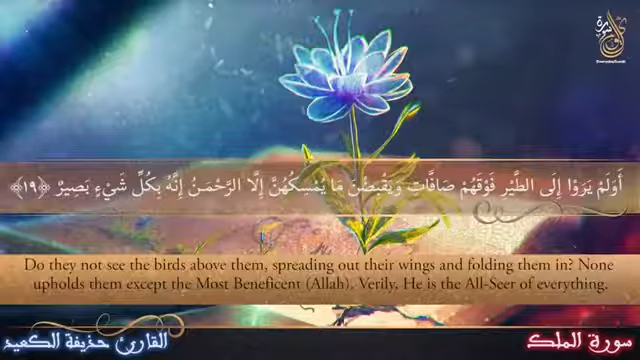 أَوَلَمْ يَرَوْا إِلَى الطَّيْرِ فَوْقَهُمْ صَافَّاتٍ وَيَقْبِضْنَ مَا يُمْسِكُهُنَّ إِلَّا الرَّحْمَنُ إِنَّهُ بِكُلِّ شَيْءٍ بَصِيرٌ ﴿١٩﴾
Do they not see the birds above them, spreading out their wings and folding them in? None
upholds them except the Most Beneficent (Allah). Verily, He is the All-Seer of everything.
سورة الملك
القارئ حذيفة الكعيد